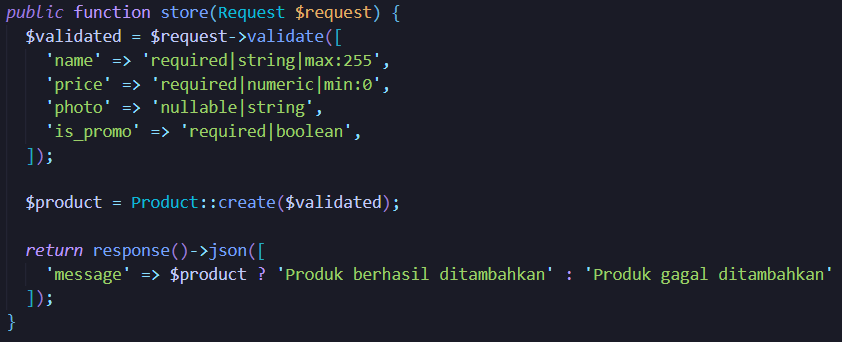 public function store(Request $request) {
$validated = $request->validate([
'name' => 'required|string|max:255',
'price' => 'required|numeric|min:0',
'photo' => 'nullable|string',
'is_promo' => 'required|boolean',
]);
$product = Product::create($validated);
return response()->json([
'message' => $product ? 'Produk berhasil ditambahkan' : 'Produk gagal ditambahkan'
]);
}